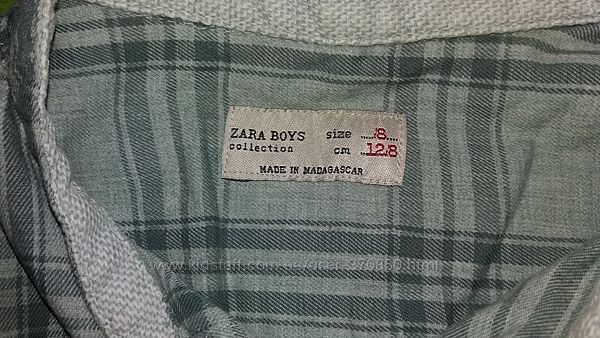 ZARA BOYS size 8
collection cm 128
MADE IN MADAGASCAR